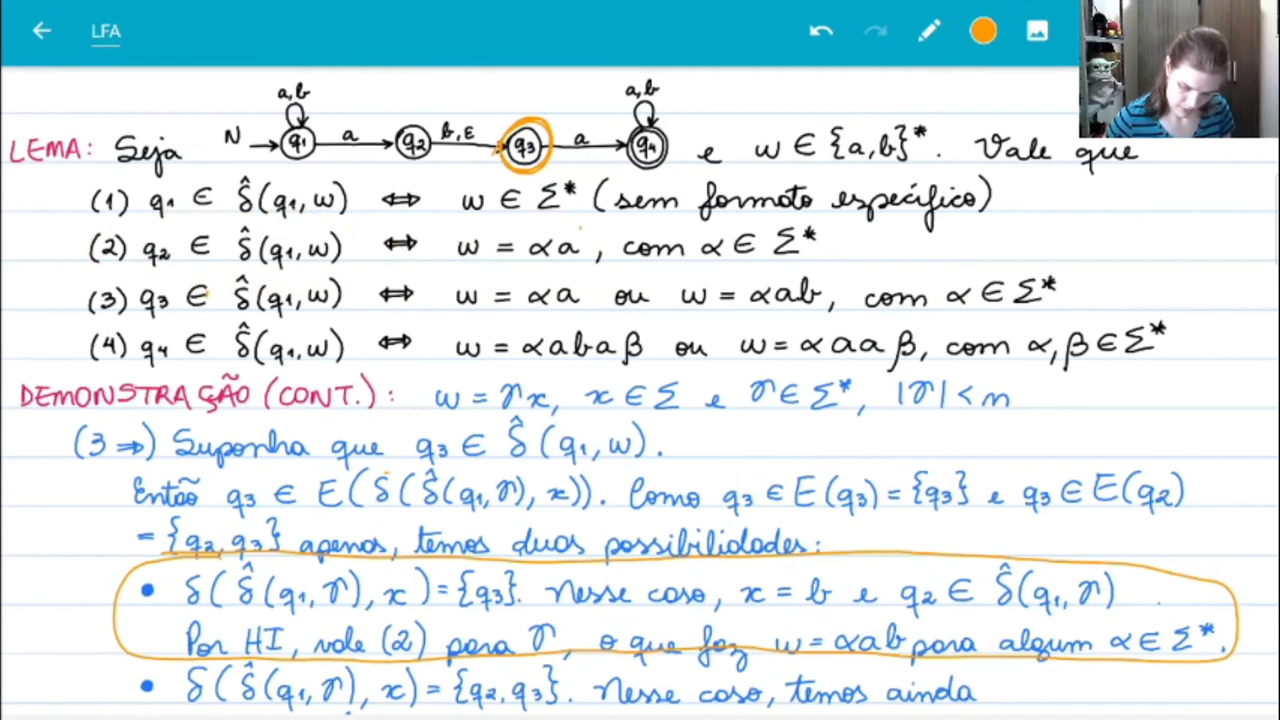 LFA
a,b a,b
N q1 a q2 b,ε q3 a q4
LEMA: Seja e w ∈ {a,b}*. Vale que
(1) q1 ∈ δ̂(q1,w) ⇔ w ∈ Σ* (sem formato específico)
(2) q2 ∈ δ̂(q1,w) ⇔ w = αa, com α ∈ Σ*
(3) q3 ∈ δ̂(q1,w) ⇔ w = αa ou w = αab, com α ∈ Σ*
(4) q4 ∈ δ̂(q1,w) ⇔ w = αabaβ ou w = αaaβ, com α,β ∈ Σ*
DEMONSTRAÇÃO (CONT.): w = γx, x ∈ Σ e γ ∈ Σ*, |γ| < n
(3 ⇒) Suponha que q3 ∈ δ̂(q1,w).
Então q3 ∈ E(δ(δ̂(q1,γ),x)). Como q3 ∈ E(q3) = {q3} e q3 ∈ E(q2)
= {q2,q3} apenas, temos duas possibilidades:
• δ(δ̂(q1,γ),x) = {q3}. Nesse caso, x = b e q2 ∈ δ̂(q1,γ)
Por HI, vale (2) para γ, o que faz w = αab para algum α ∈ Σ*.
• δ(δ̂(q1,γ),x) = {q2,q3}. Nesse caso, temos ainda